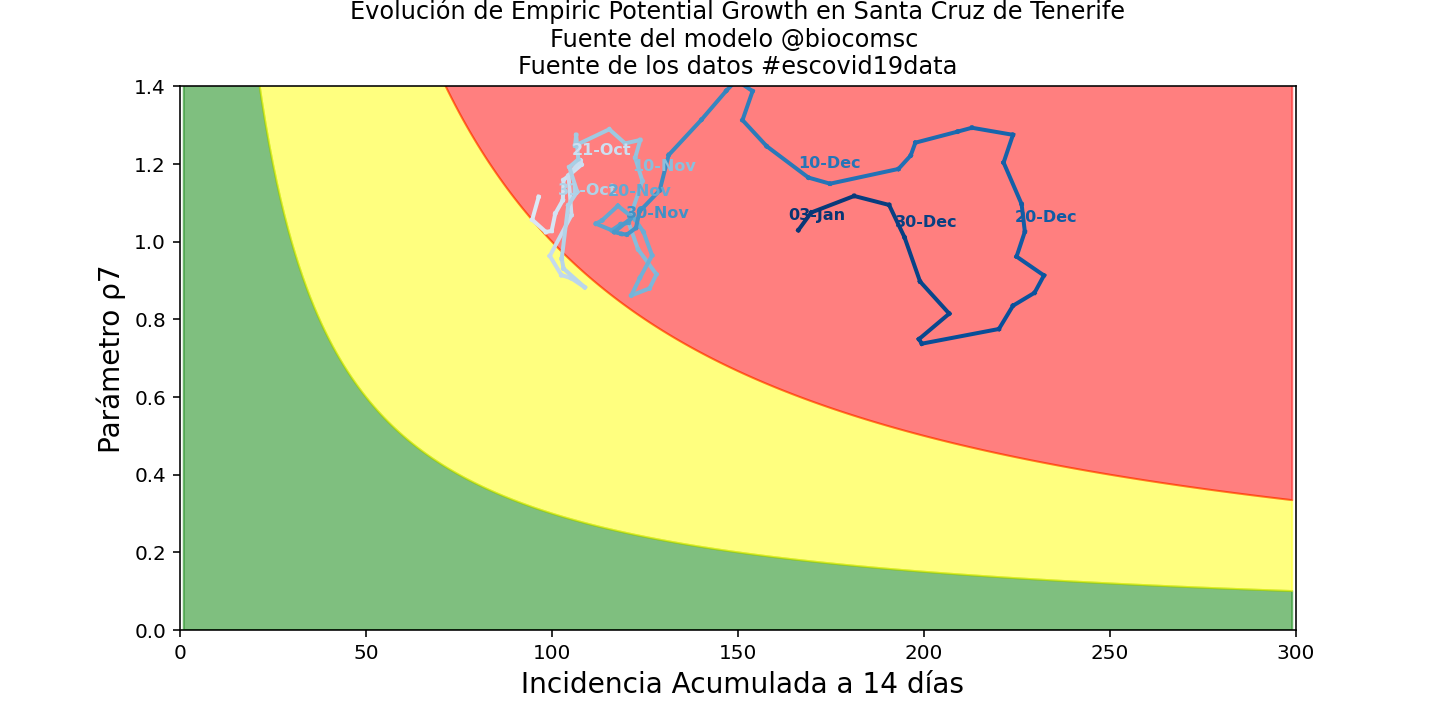 Evolución de Empiric Potential Growth en Santa Cruz de Tenerife
Fuente del modelo @biocomsc
Fuente de los datos #escovid19data
1.4
1.2
1.0
0.8
0.6
0.4
0.2
0.0
Parámetro ρ7
21-Oct
10-Nov
20-Nov
30-Nov
10-Dec
03-Jan
30-Dec
20-Dec
0
50
100
150
200
250
300
Incidencia Acumulada a 14 días